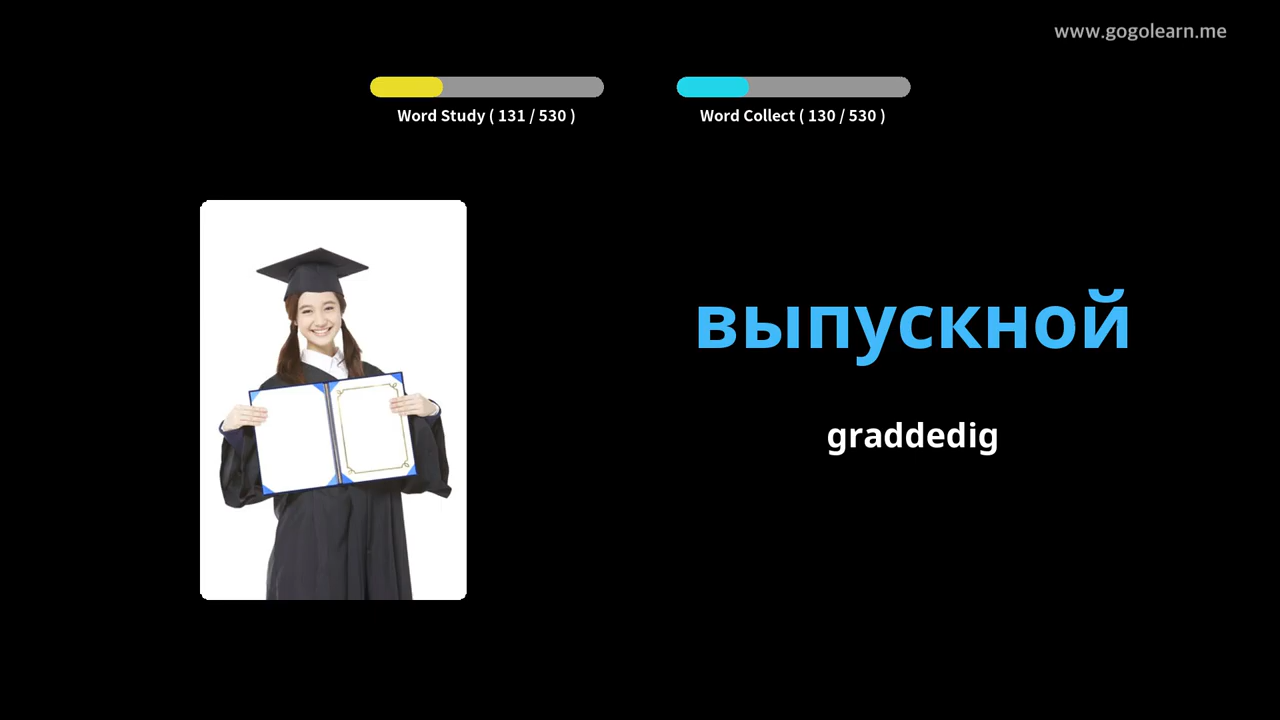 www.gogolearn.me
Word Study ( 131 / 530 )
Word Collect ( 130 / 530 )
выпускной
graddedig